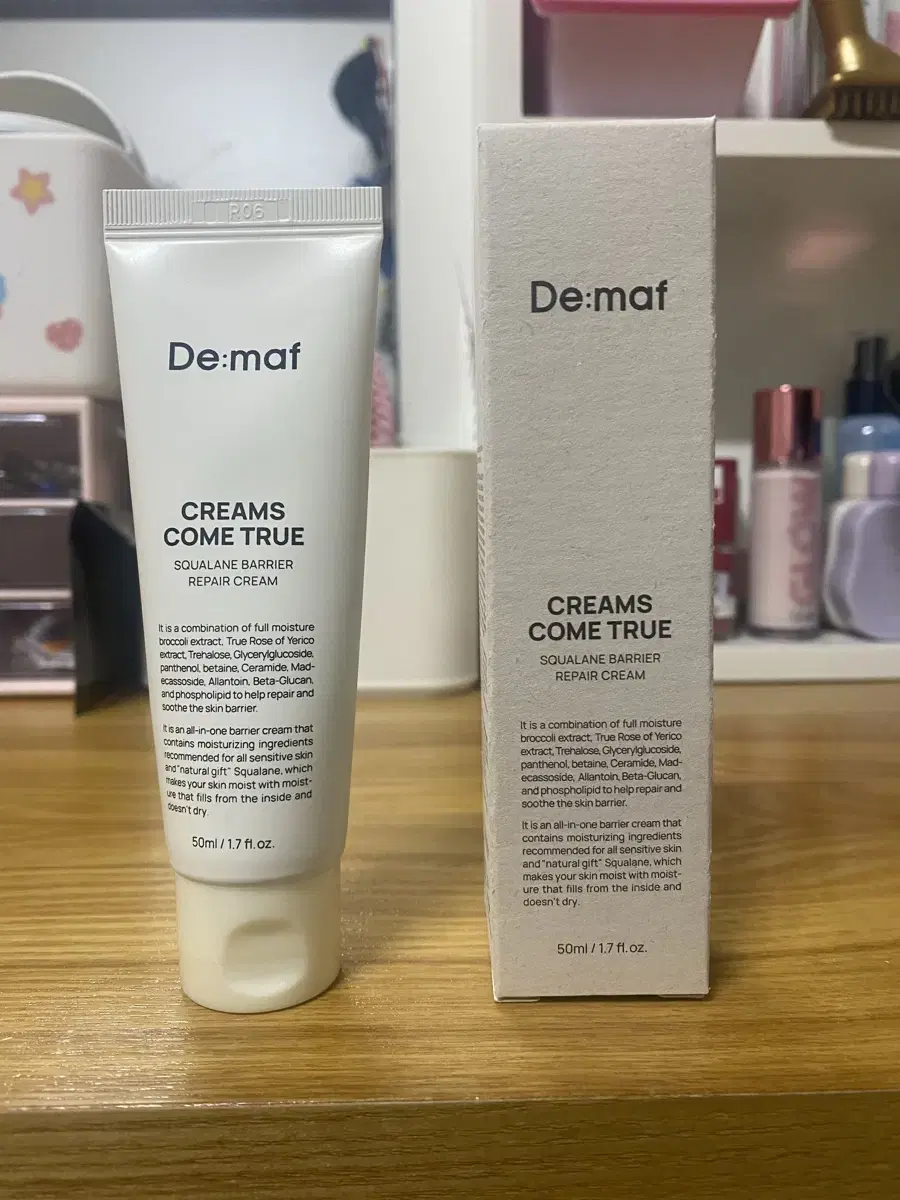 R06
De:maf
CREAMS
COME TRUE
SQUALANE BARRIER
REPAIR CREAM
It is a combination of full moisture
broccoli extract, True Rose of Yerico
extract, Trehalose, Glycerylglucoside,
panthenol, betaine, Ceramide, Mad-
ecassoside, Allantoin, Beta-Glucan,
and phospholipid to help repair and
soothe the skin barrier.
It is an all-in-one barrier cream that
contains moisturizing ingredients
recommended for all sensitive skin
and "natural gift" Squalane, which
makes your skin moist with moist-
ure that fills from the inside and
doesn't dry.
50ml / 1.7 fl.oz.
De:maf
CREAMS
COME TRUE
SQUALANE BARRIER
REPAIR CREAM
It is a combination of full moisture
broccoli extract, True Rose of Yerico
extract, Trehalose, Glycerylglucoside,
panthenol, betaine, Ceramide, Mad-
ecassoside, Allantoin, Beta-Glucan,
and phospholipid to help repair and
soothe the skin barrier.
It is an all-in-one barrier cream that
contains moisturizing ingredients
recommended for all sensitive skin
and "natural gift" Squalane, which
makes your skin moist with moist-
ure that fills from the inside and
doesn't dry.
50ml / 1.7 fl.oz.
GLOW